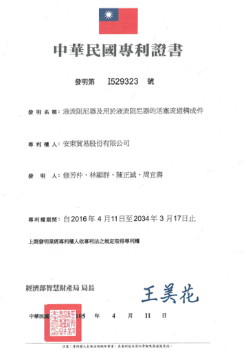 中華民國專利證書
發明第 I529323 號
發明名稱：液流阻尼器及用於液流阻尼器的活塞流道構成件
專利權人：安東貿易股份有限公司
發明人：修芳仲、林顯群、陳正誠、周宜壽
專利權期間：自2016年4月11日至2034年3月17日止
上開發明業經專利權人依專利法之規定取得專利權
經濟部智慧財產局 局長
王美花
中華民國 105 年 4 月 11 日